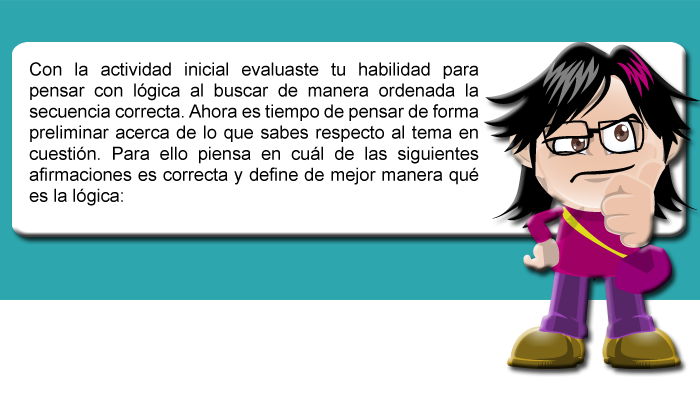 Con la actividad inicial evaluaste tu habilidad para
pensar con lógica al buscar de manera ordenada la
secuencia correcta. Ahora es tiempo de pensar de forma
preliminar acerca de lo que sabes respecto al tema en
cuestión. Para ello piensa en cuál de las siguientes
afirmaciones es correcta y define de mejor manera qué
es la lógica: